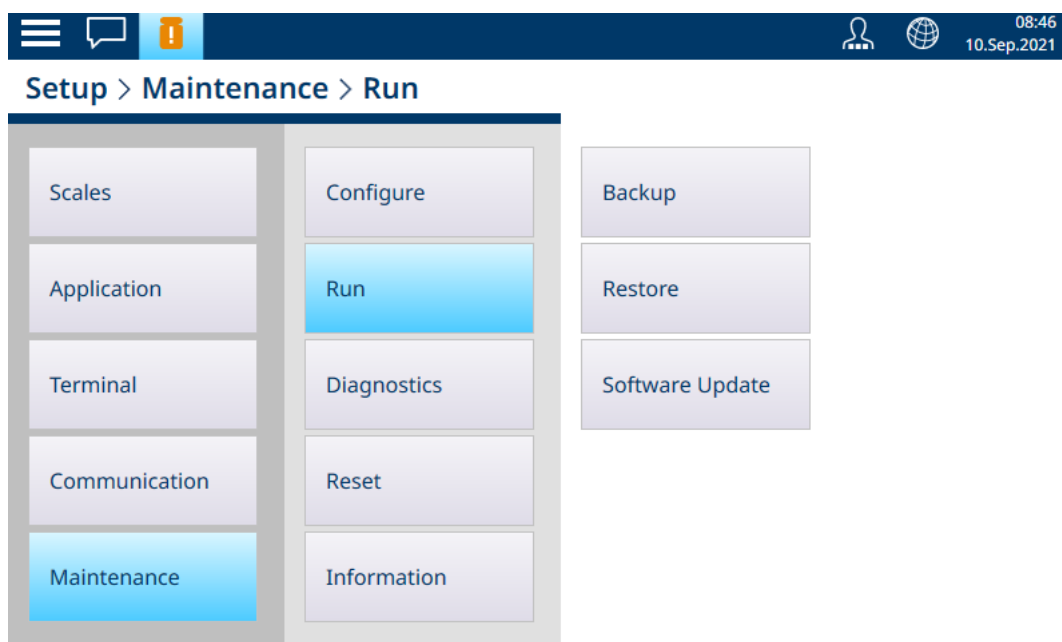 08:46
10.Sep.2021
Setup > Maintenance > Run
Scales
Configure
Backup
Application
Run
Restore
Terminal
Diagnostics
Software Update
Communication
Reset
Maintenance
Information